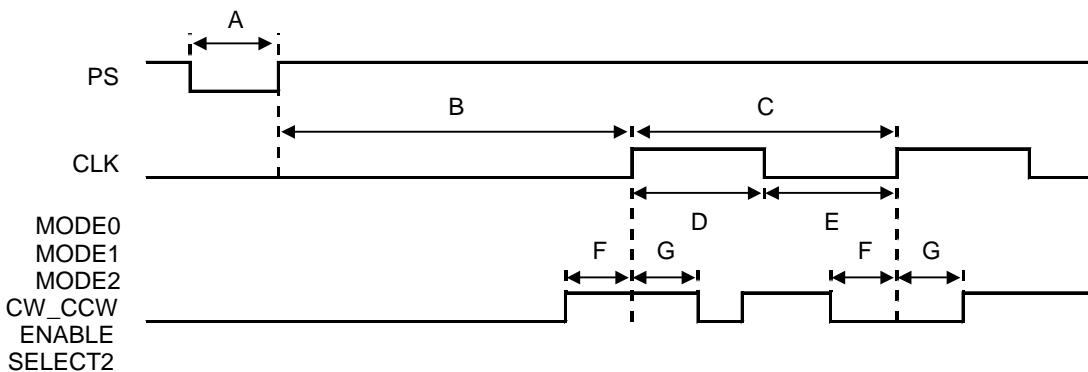 A
PS
B
C
CLK
D
E
MODE0
MODE1
F
G
F
G
MODE2
CW_CCW
ENABLE
SELECT2